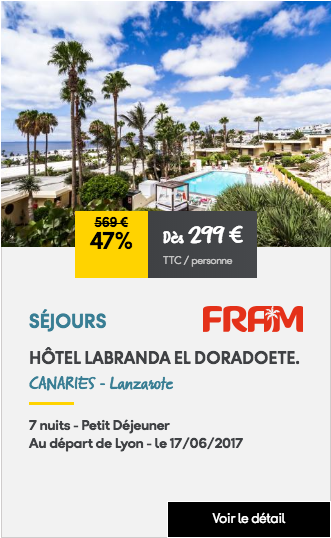 569 €
47%
Dès 299 €
TTC / personne
SÉJOURS
FRAM
HÔTEL LABRANDA EL DORADOETE.
CANARIES - Lanzarote
7 nuits - Petit Déjeuner
Au départ de Lyon - le 17/06/2017
Voir le détail